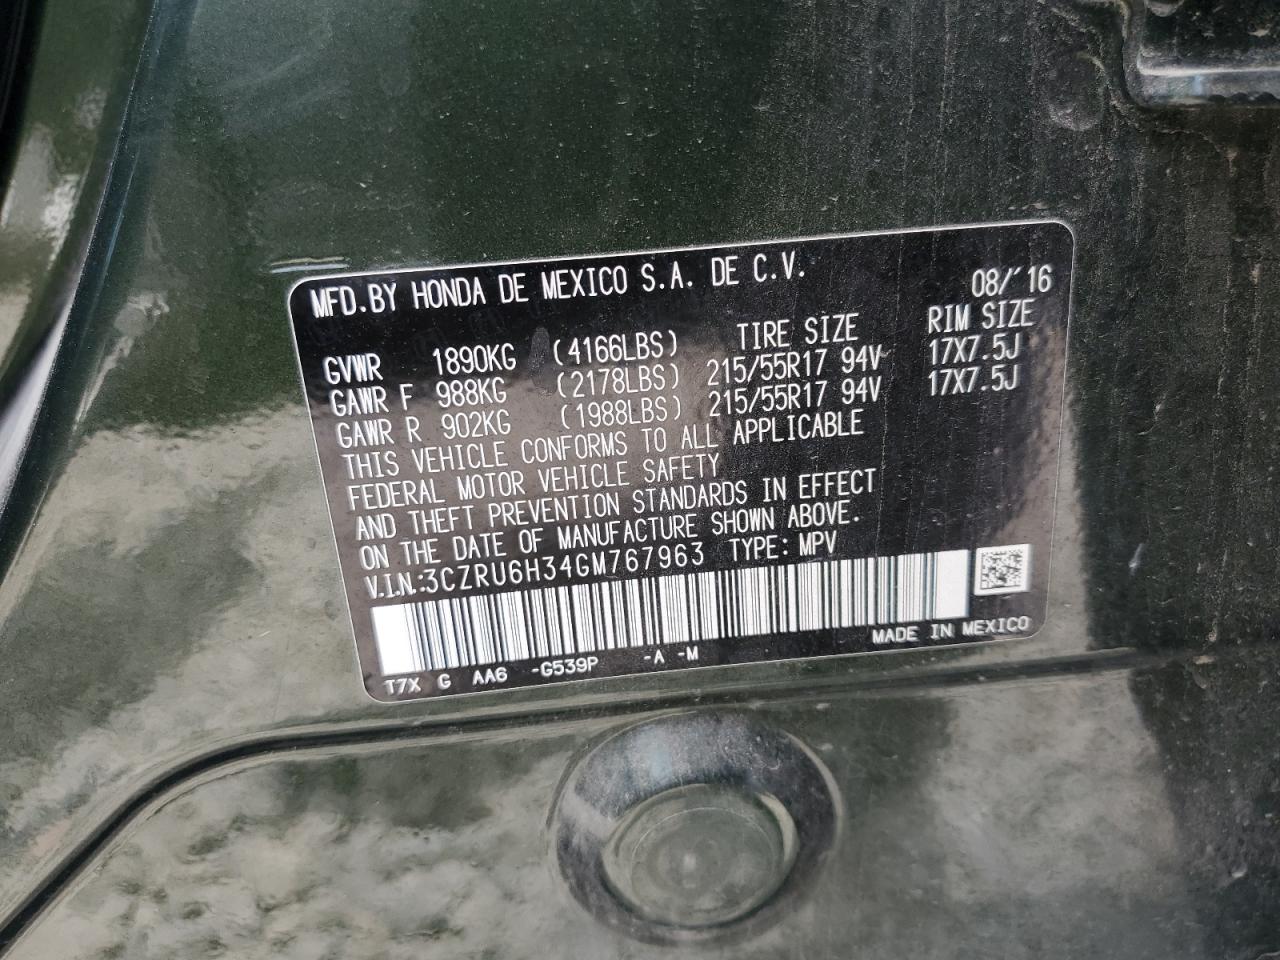 MFD.BY HONDA DE MEXICO S.A. DE C.V. 08/'16
TIRE SIZE RIM SIZE
GVWR 1890KG (4166LBS)
GAWR F 988KG (2178LBS) 215/55R17 94V 17X7.5J
GAWR R 902KG (1988LBS) 215/55R17 94V 17X7.5J
THIS VEHICLE CONFORMS TO ALL APPLICABLE
FEDERAL MOTOR VEHICLE SAFETY
AND THEFT PREVENTION STANDARDS IN EFFECT
ON THE DATE OF MANUFACTURE SHOWN ABOVE.
V.I.N.:3CZRU6H34GM767963 TYPE: MPV
T7X G AA6 -G539P -A -M MADE IN MEXICO